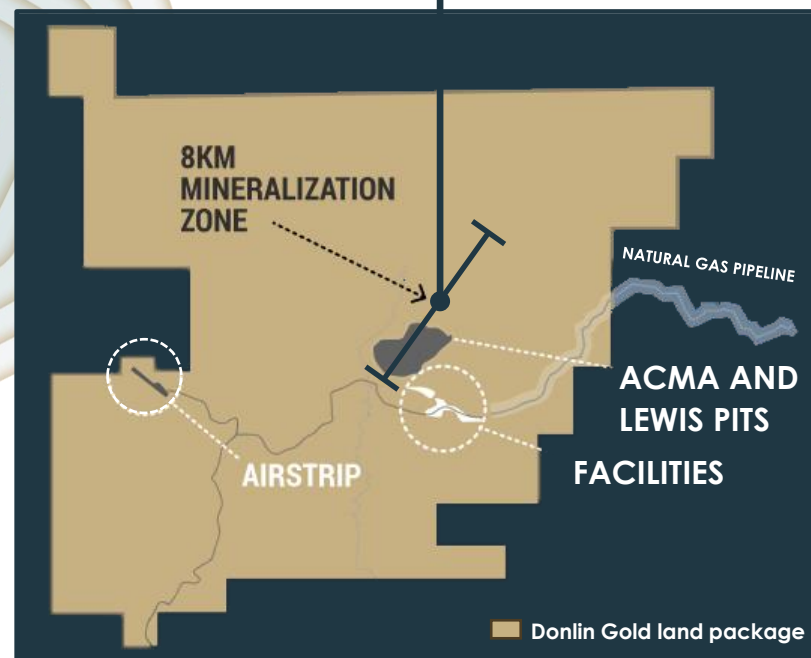 8KM
MINERALIZATION
ZONE
NATURAL GAS PIPELINE
ACMA AND
LEWIS PITS
FACILITIES
AIRSTRIP
Donlin Gold land package